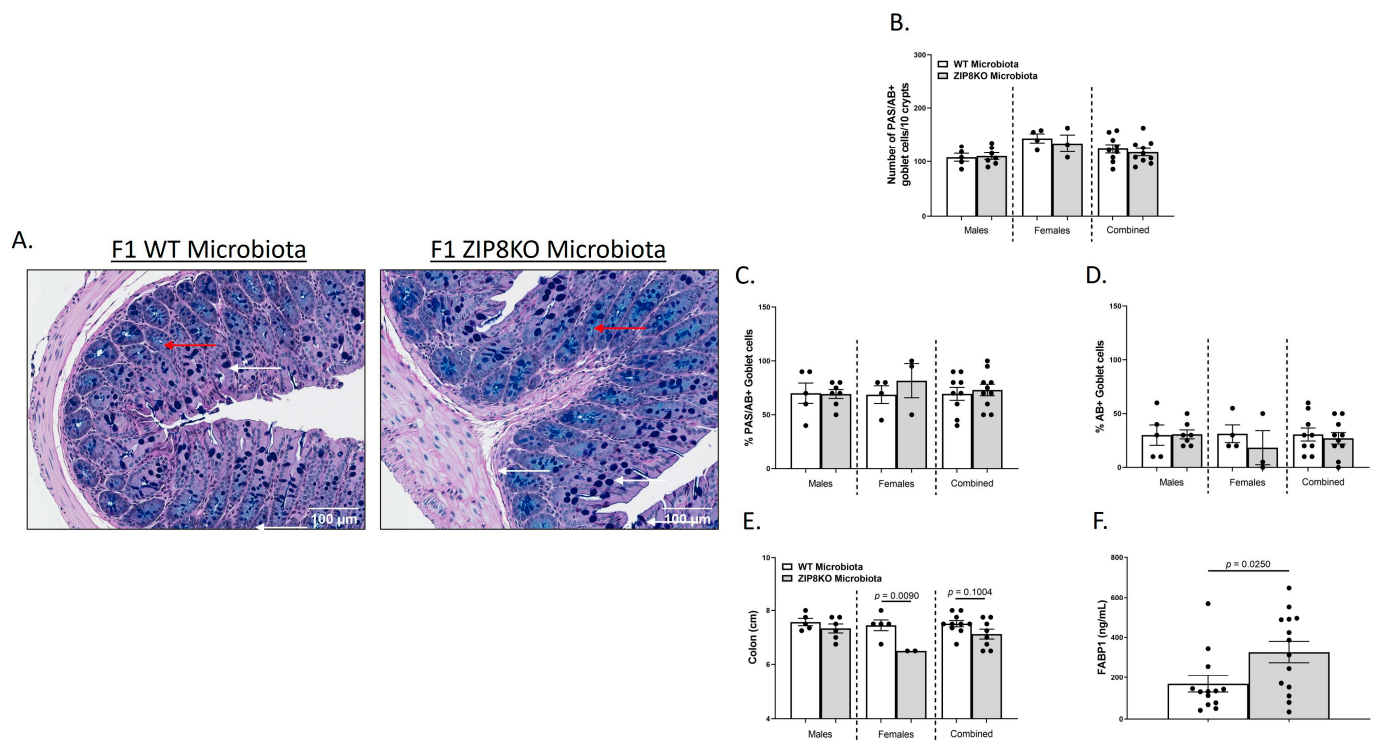 A.
F1 WT Microbiota
F1 ZIP8KO Microbiota
100 µm
100 µm
B.
Number of PAS/AB+
goblet cells/10 crypts
300
200
100
0
WT Microbiota
ZIP8KO Microbiota
Males
Females
Combined
C.
% PAS/AB+ Goblet cells
150
100
50
0
Males
Females
Combined
D.
% AB+ Goblet cells
150
100
50
0
Males
Females
Combined
E.
Colon (cm)
10
8
6
4
WT Microbiota
ZIP8KO Microbiota
p = 0.0090
p = 0.1004
Males
Females
Combined
F.
FABP1 (ng/mL)
800
600
400
200
0
p = 0.0250